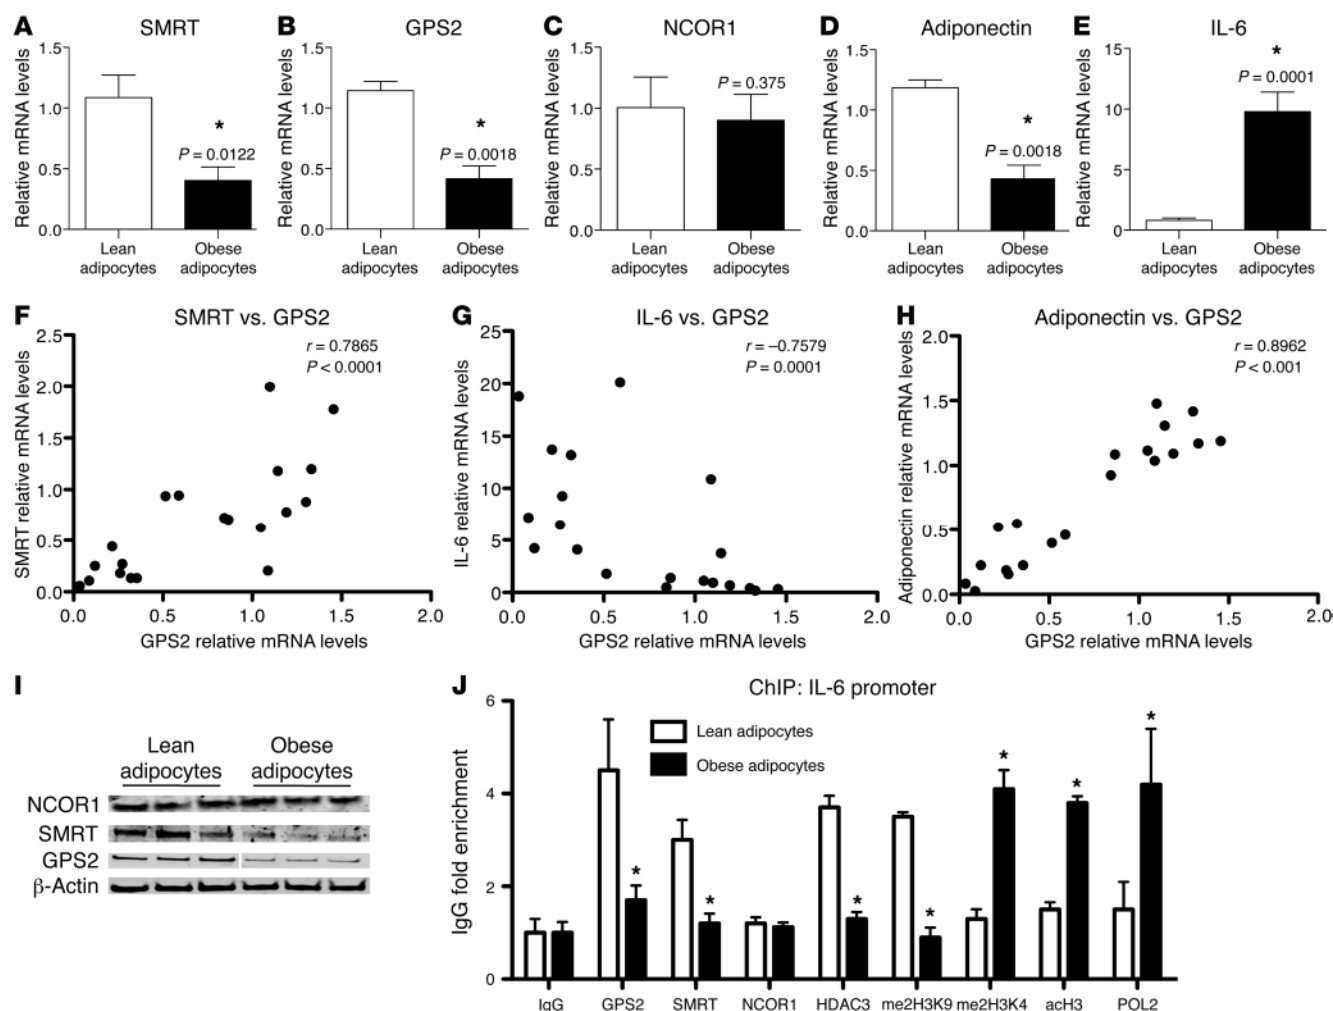 A SMRT
Relative mRNA levels
1.5
1.0
0.5
0.0
P = 0.0122
*
Lean adipocytes
Obese adipocytes
B GPS2
Relative mRNA levels
1.5
1.0
0.5
0.0
*
P = 0.0018
Lean adipocytes
Obese adipocytes
C NCOR1
Relative mRNA levels
1.5
1.0
0.5
0.0
P = 0.375
Lean adipocytes
Obese adipocytes
D Adiponectin
Relative mRNA levels
1.5
1.0
0.5
0.0
*
P = 0.0018
Lean adipocytes
Obese adipocytes
E IL-6
Relative mRNA levels
15
10
5
0
*
P = 0.0001
Lean adipocytes
Obese adipocytes
F SMRT vs. GPS2
r = 0.7865
P < 0.0001
SMRT relative mRNA levels
2.5
2.0
1.5
1.0
0.5
0.0
0.0 0.5 1.0 1.5 2.0
GPS2 relative mRNA levels
G IL-6 vs. GPS2
r = –0.7579
P = 0.0001
IL-6 relative mRNA levels
25
20
15
10
5
0
0.0 0.5 1.0 1.5 2.0
GPS2 relative mRNA levels
H Adiponectin vs. GPS2
r = 0.8962
P < 0.001
Adiponectin relative mRNA levels
2.0
1.5
1.0
0.5
0.0
0.0 0.5 1.0 1.5 2.0
GPS2 relative mRNA levels
I
Lean adipocytes
Obese adipocytes
NCOR1
SMRT
GPS2
β-Actin
J ChIP: IL-6 promoter
Lean adipocytes
Obese adipocytes
IgG fold enrichment
6
4
2
0
* * * * * * *
IgG GPS2 SMRT NCOR1 HDAC3 me2H3K9 me2H3K4 acH3 POL2